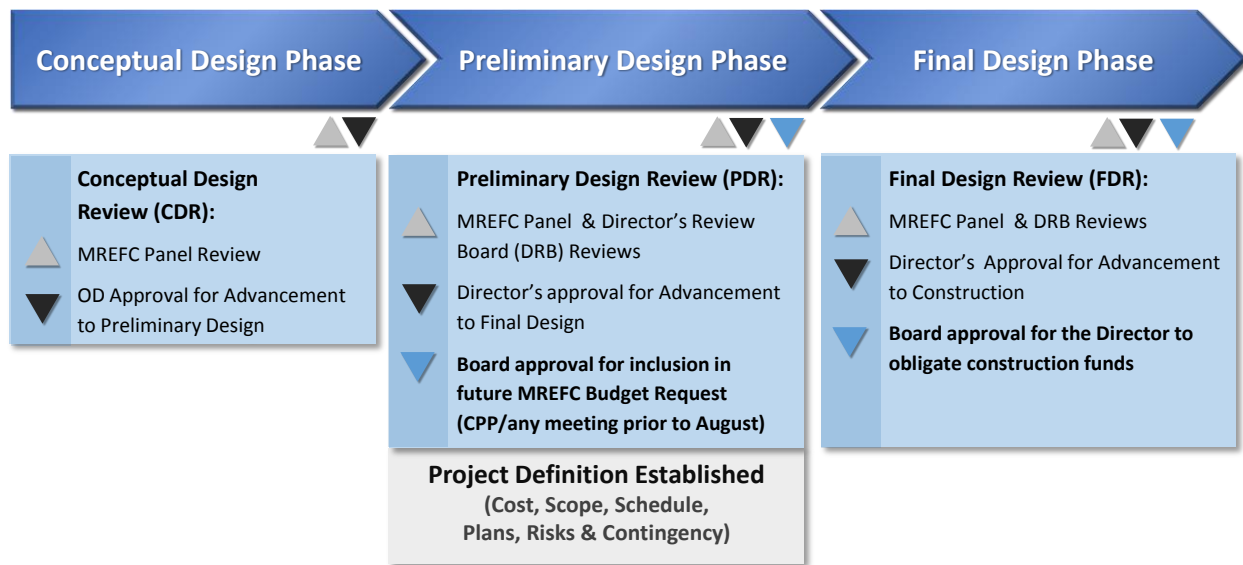 Conceptual Design Phase
Preliminary Design Phase
Final Design Phase
Conceptual Design
Review (CDR):
MREFC Panel Review
OD Approval for Advancement
to Preliminary Design
Preliminary Design Review (PDR):
MREFC Panel & Director's Review
Board (DRB) Reviews
Director's approval for Advancement
to Final Design
Board approval for inclusion in
future MREFC Budget Request
(CPP/any meeting prior to August)
Project Definition Established
(Cost, Scope, Schedule,
Plans, Risks & Contingency)
Final Design Review (FDR):
MREFC Panel & DRB Reviews
Director's Approval for Advancement
to Construction
Board approval for the Director to
obligate construction funds